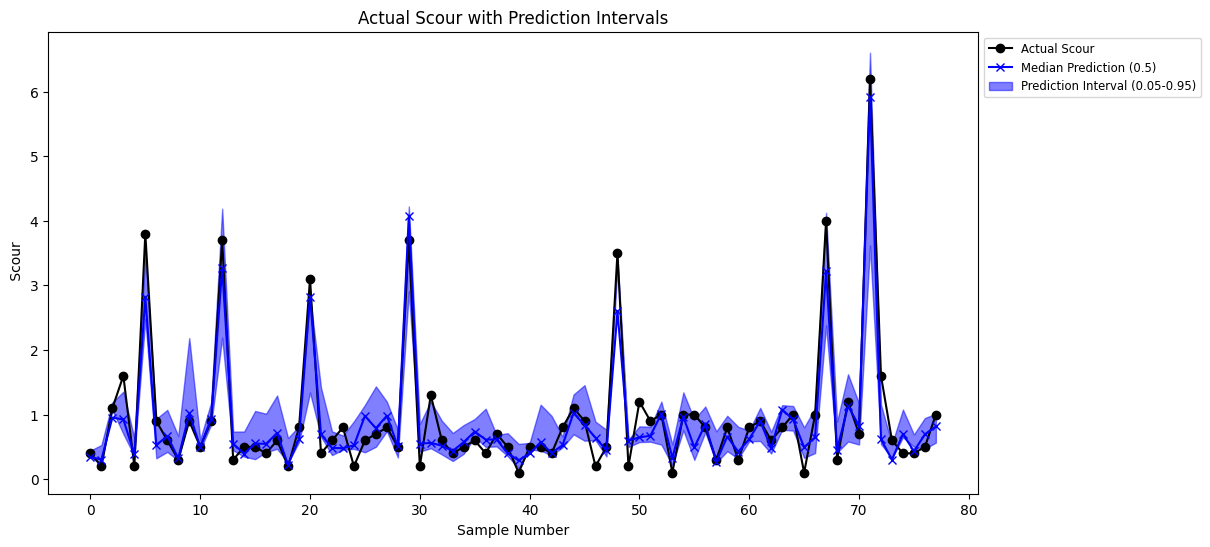 Actual Scour with Prediction Intervals
Actual Scour
Median Prediction (0.5)
Prediction Interval (0.05-0.95)
Scour
6
5
4
3
2
1
0
0 10 20 30 40 50 60 70 80
Sample Number